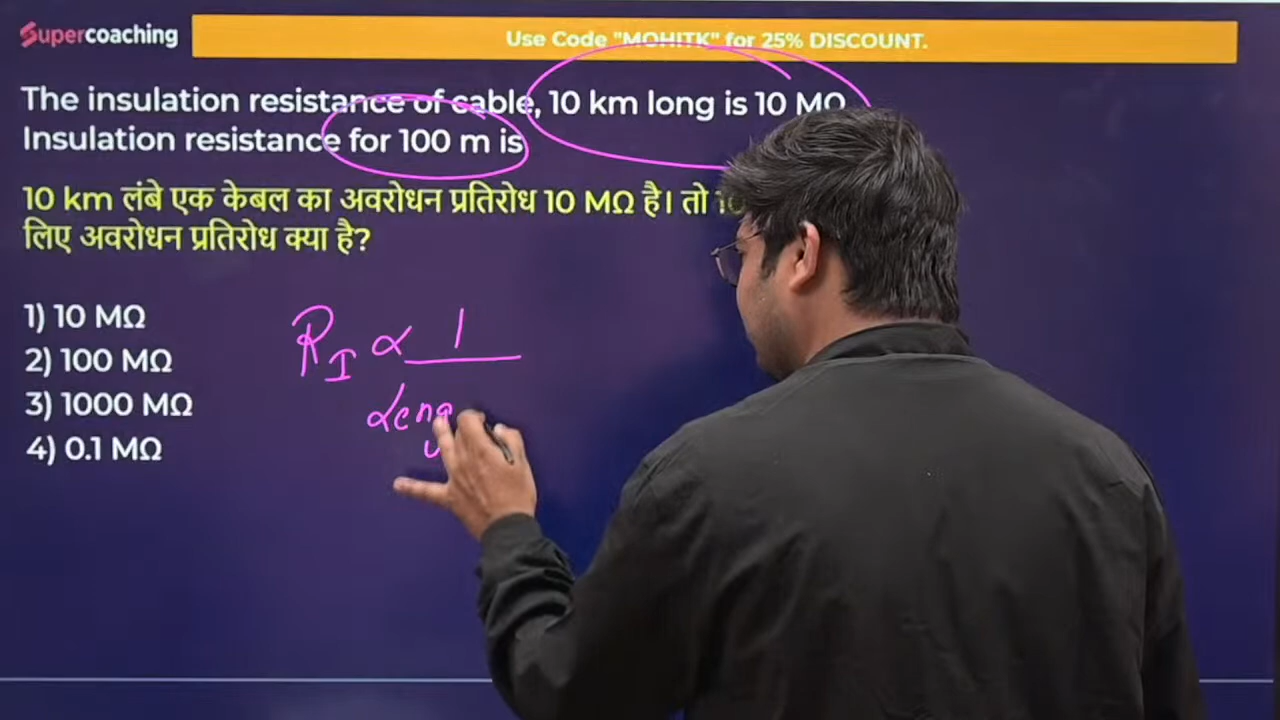 Supercoaching
Use Code "MOHITK" for 25% DISCOUNT.
The insulation resistance of cable, 10 km long is 10 MΩ
Insulation resistance for 100 m is
10 km लंबे एक केबल का अवरोधन प्रतिरोध 10 MΩ है। तो
लिए अवरोधन प्रतिरोध क्या है?
1) 10 MΩ
2) 100 MΩ
3) 1000 MΩ
4) 0.1 MΩ
R_I ∝ 1